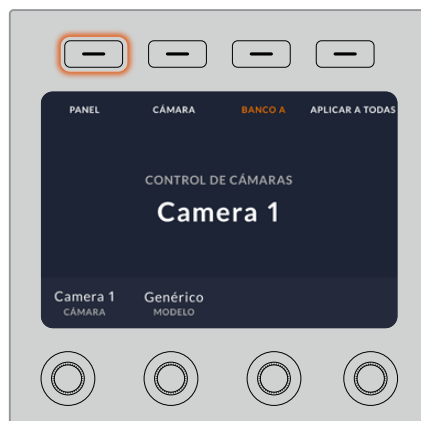 PANEL CÁMARA BANCO A APLICAR A TODAS
CONTROL DE CÁMARAS
Camera 1
Camera 1 Genérico
CÁMARA MODELO